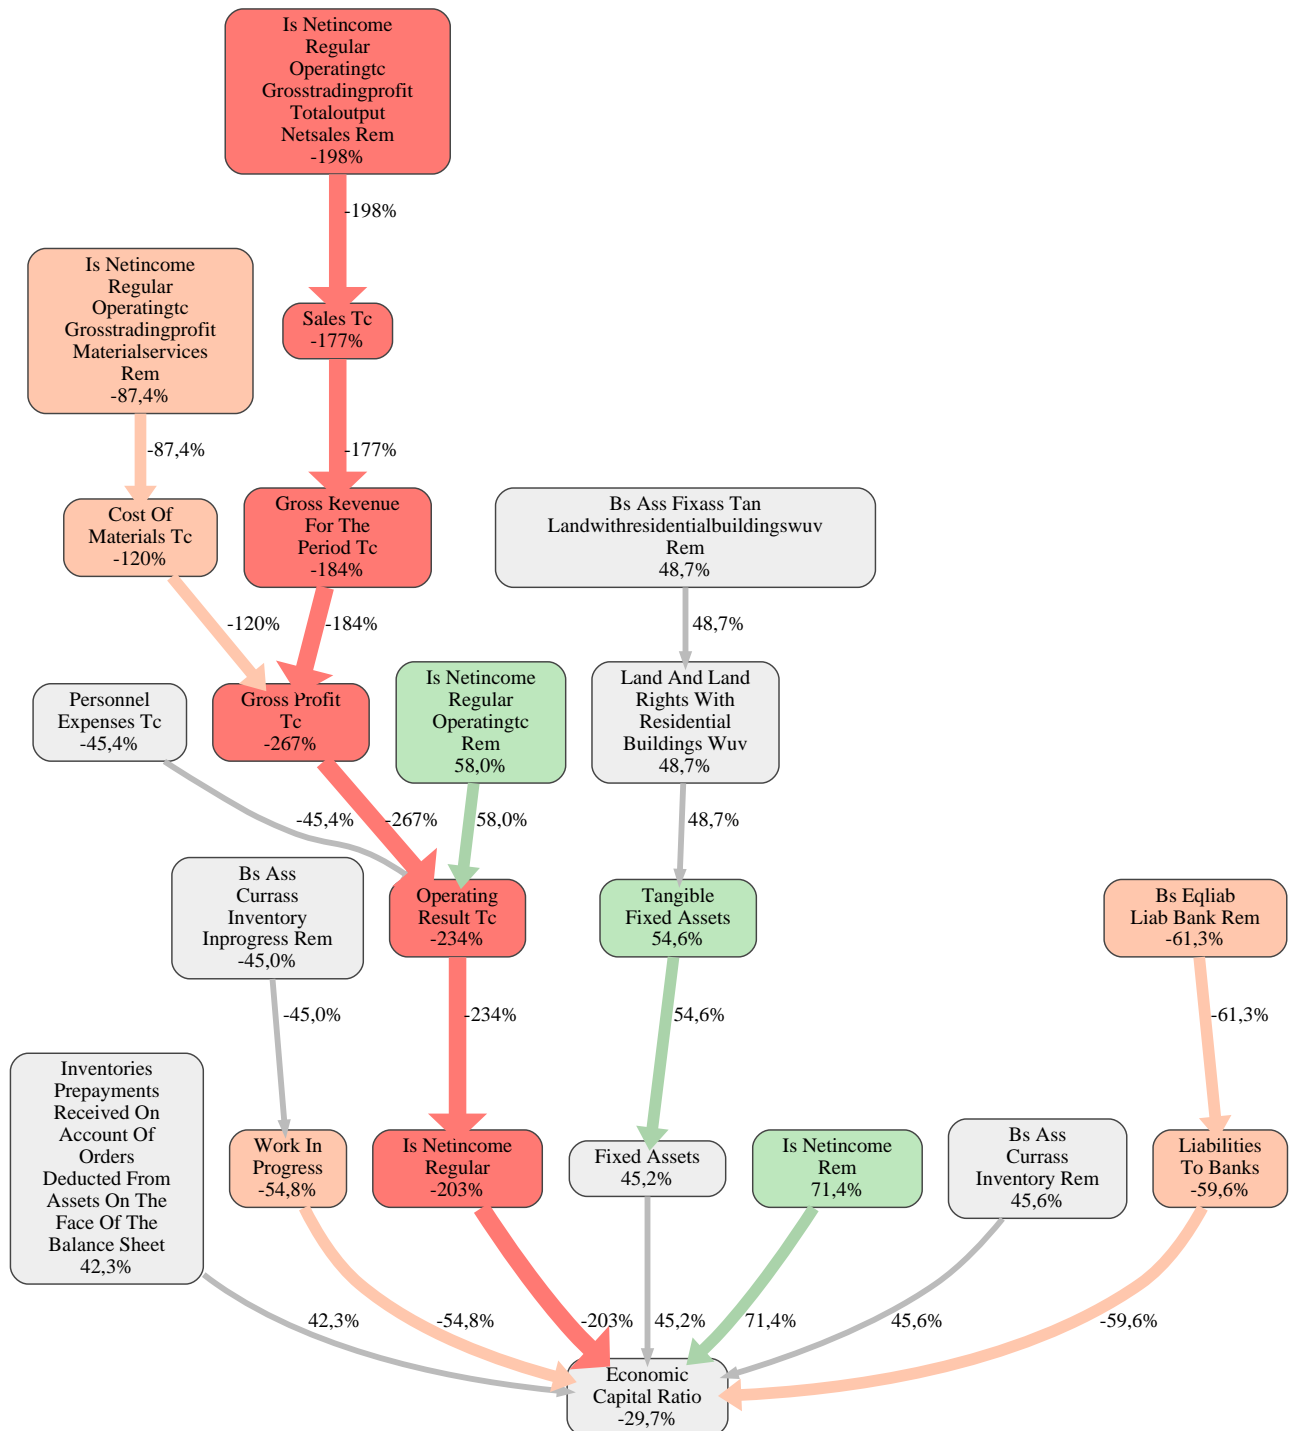 Is Netincome
Regular
Operatingtc
Grosstradingprofit
Totaloutput
Netsales Rem
-198%
-198%
Is Netincome
Regular
Operatingtc
Grosstradingprofit
Materialservices
Rem
-87,4%
Sales Tc
-177%
-87,4%
-177%
Cost Of
Materials Tc
-120%
Gross Revenue
For The
Period Tc
-184%
Bs Ass Fixass Tan
Landwithresidentialbuildingswuv
Rem
48,7%
-120%
-184%
48,7%
Personnel
Expenses Tc
-45,4%
Gross Profit
Tc
-267%
Is Netincome
Regular
Operatingtc
Rem
58,0%
Land And Land
Rights With
Residential
Buildings Wuv
48,7%
-45,4%
-267%
58,0%
48,7%
Bs Ass
Currass
Inventory
Inprogress Rem
-45,0%
Operating
Result Tc
-234%
Tangible
Fixed Assets
54,6%
Bs Eqliab
Liab Bank Rem
-61,3%
-45,0%
-234%
54,6%
-61,3%
Inventories
Prepayments
Received On
Account Of
Orders
Deducted From
Assets On The
Face Of The
Balance Sheet
42,3%
Work In
Progress
-54,8%
Is Netincome
Regular
-203%
Fixed Assets
45,2%
Is Netincome
Rem
71,4%
Bs Ass
Currass
Inventory Rem
45,6%
Liabilities
To Banks
-59,6%
42,3%
-54,8%
-203%
45,2%
71,4%
45,6%
-59,6%
Economic
Capital Ratio
-29,7%